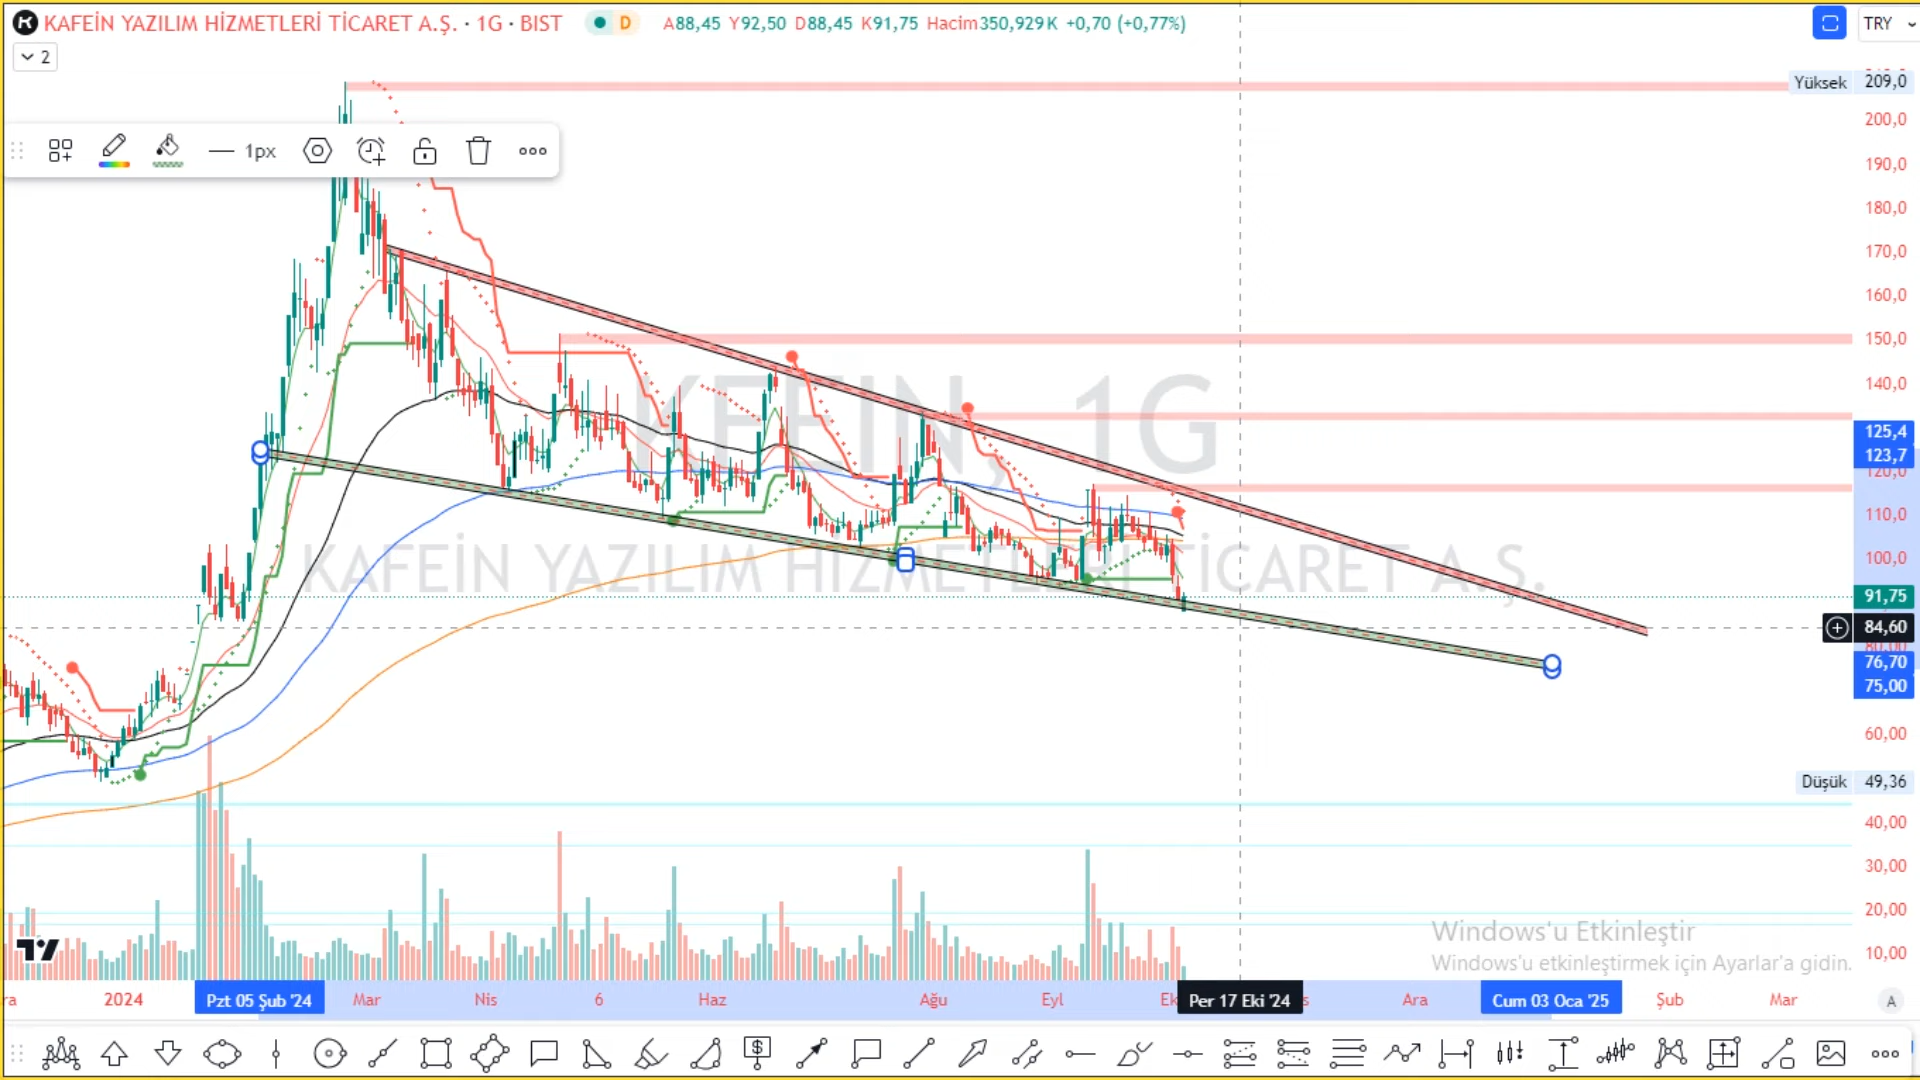 KAFEİN YAZILIM HİZMETLERİ TİCARET A.Ş. · 1G · BIST D A88,45 Y92,50 D88,45 K91,75 Hacim350,929K +0,70 (+0,77%)
TRY
2
Yüksek 209,0
200,0
1px
190,0
180,0
170,0
160,0
150,0
140,0
KFEIN, 1G
125,4
123,7
120,0
110,0
KAFEİN YAZILIM HİZMETLERİ TİCARET A.Ş.
100,0
91,75
84,60
80,00
76,70
75,00
60,00
Düşük 49,36
40,00
30,00
20,00
Windows'u Etkinleştir
Windows'u etkinleştirmek için Ayarlar'a gidin.
10,00
2024 Pzt 05 Şub '24 Mar Nis 6 Haz Ağu Eyl Per 17 Eki '24 Ara Cum 03 Oca '25 Şub Mar A